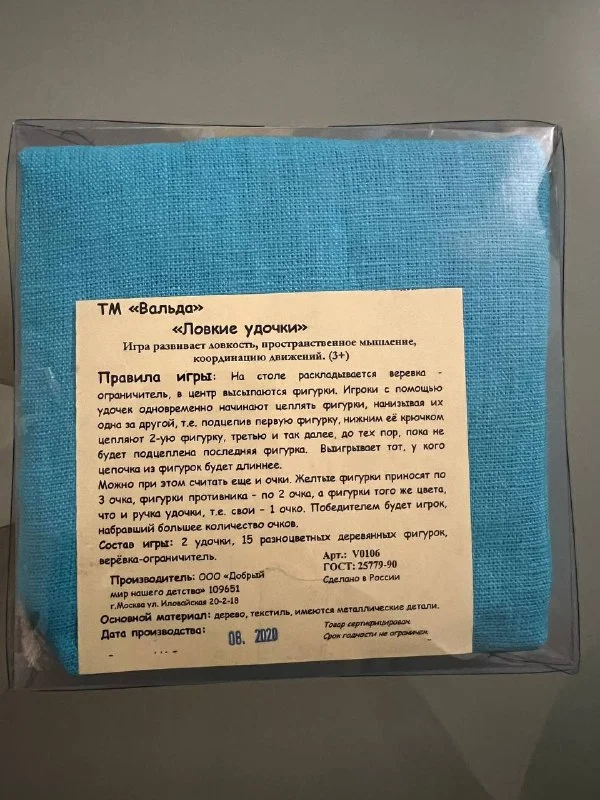 ТМ «Вальда»
«Ловкие удочки»
Игра развивает ловкость, пространственное мышление,
координацию движений. (3+)
Правила игры: На столе раскладывается веревка -
ограничитель, в центр высыпаются фигурки. Игроки с помощью
удочек одновременно начинают цеплять фигурки, нанизывая их
одна за другой, т.е. подцепив первую фигурку, нижним её крючком
цепляют 2-ую фигурку, третью и так далее, до тех пор, пока не
будет подцеплена последняя фигурка. Выигрывает тот, у кого
цепочка из фигурок будет длиннее.
Можно при этом считать еще и очки. Желтые фигурки приносят по
3 очка, фигурки противника - по 2 очка, а фигурки того же цвета,
что и ручка удочки, т.е. свои - 1 очко. Победителем будет игрок,
набравший большее количество очков.
Состав игры: 2 удочки, 15 разноцветных деревянных фигурок,
верёвка-ограничитель.
Арт.: V0106
ГОСТ: 25779-90
Сделано в России
Производитель: ООО «Добрый
мир нашего детства» 109651
г.Москва ул. Иловайская 20-2-18
Основной материал: дерево, текстиль, имеются металлические детали.
Дата производства: 08. 2020
Товар сертифицирован.
Срок годности не ограничен.